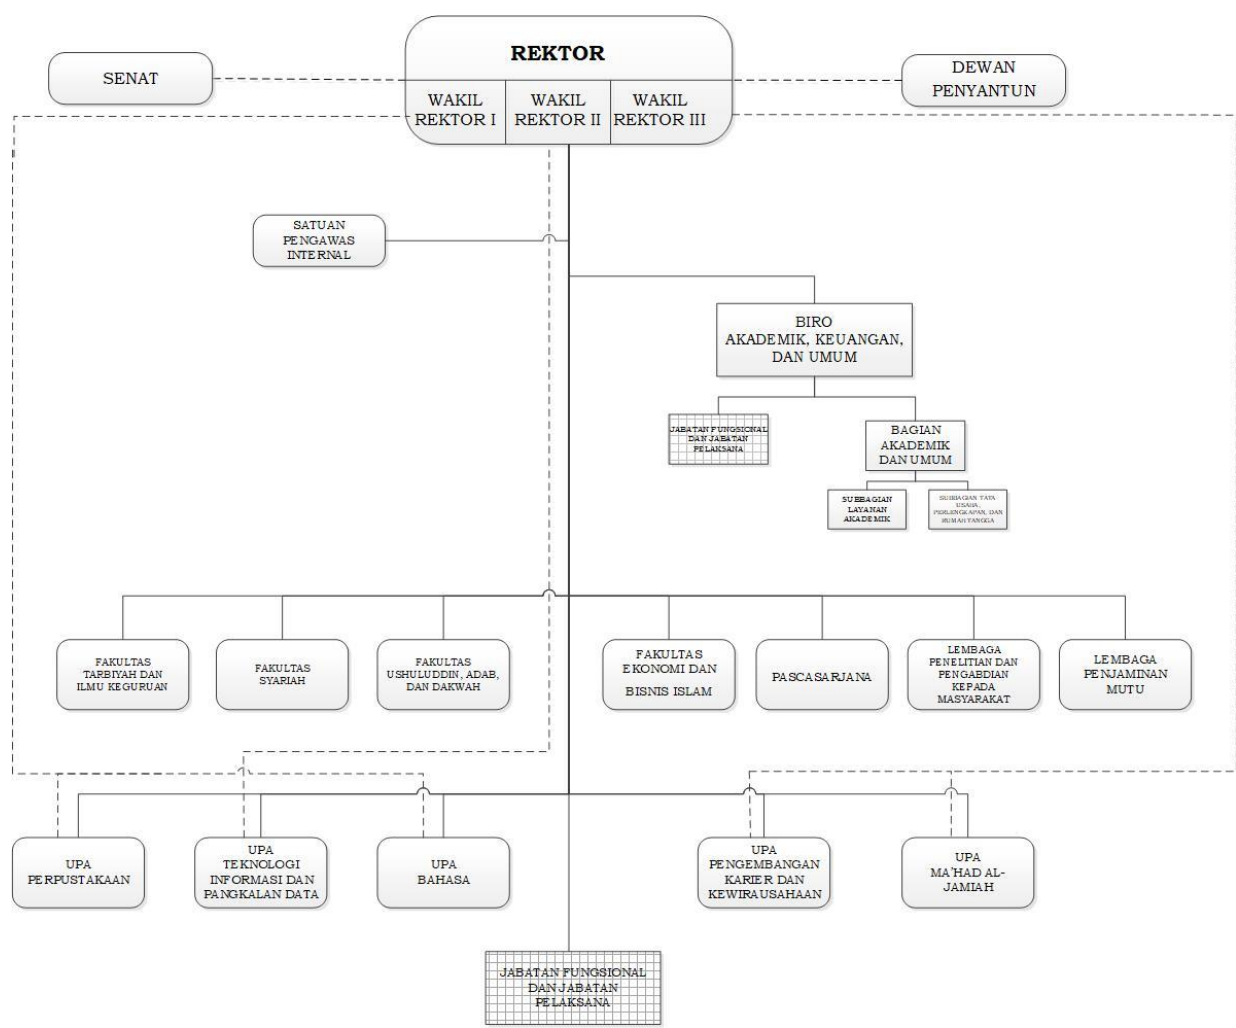 REKTOR
SENAT
DEWAN
PENYANTUN
WAKIL
REKTOR I
WAKIL
REKTOR II
WAKIL
REKTOR III
SATUAN
PENGAWAS
INTERNAL
BIRO
AKADEMIK, KEUANGAN,
DAN UMUM
JABATAN FUNGSIONAL
DAN JABATAN
PELAKSANA
BAGIAN
AKADEMIK
DAN UMUM
SUBBAGIAN
LAYANAN
AKADEMIK
SUBBAGIAN TATA
USAHA,
PERLENGKAPAN, DAN
RUMAH TANGGA
FAKULTAS
TARBIYAH DAN
ILMU KEGURUAN
FAKULTAS
SYARIAH
FAKULTAS
USHULUDDIN, ADAB,
DAN DAKWAH
FAKULTAS
EKONOMI DAN
BISNIS ISLAM
PASCASARJANA
LEMBAGA
PENELITIAN DAN
PENGABDIAN
KEPADA
MASYARAKAT
LEMBAGA
PENJAMINAN
MUTU
UPA
PERPUSTAKAAN
UPA
TEKNOLOGI
INFORMASI DAN
PANGKALAN DATA
UPA
BAHASA
UPA
PENGEMBANGAN
KARIER DAN
KEWIRAUSAHAAN
UPA
MA'HAD AL-
JAMIAH
JABATAN FUNGSIONAL
DAN JABATAN
PELAKSANA